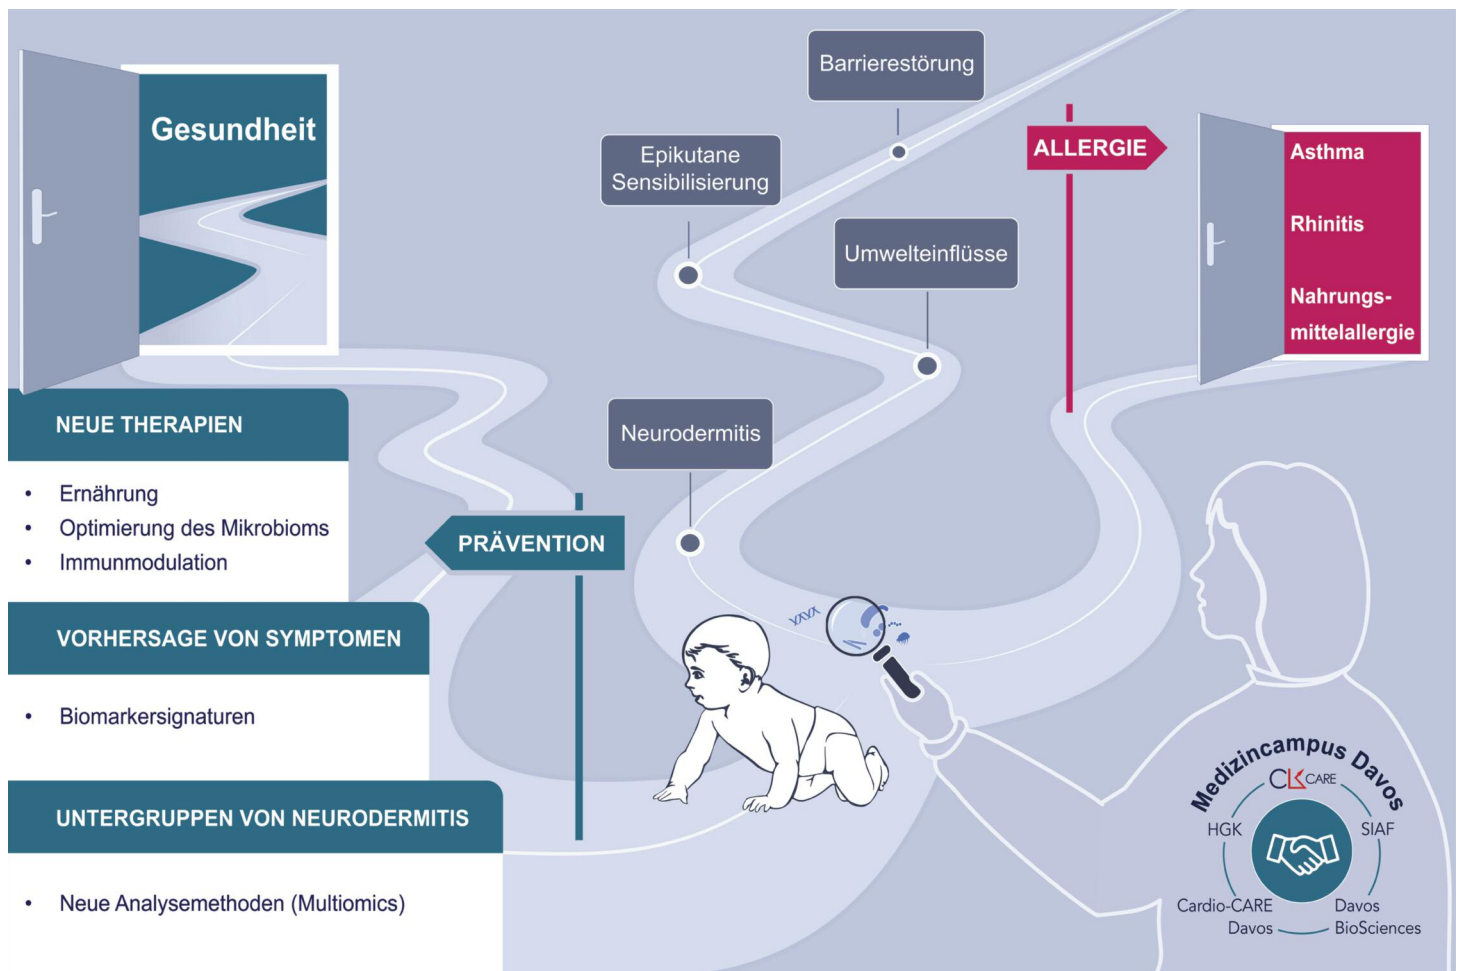 Gesundheit
Barrierestörung
Epikutane
Sensibilisierung
Umwelteinflüsse
Neurodermitis
ALLERGIE
Asthma
Rhinitis
Nahrungs-
mittelallergie
PRÄVENTION
NEUE THERAPIEN
• Ernährung
• Optimierung des Mikrobioms
• Immunmodulation
VORHERSAGE VON SYMPTOMEN
• Biomarkersignaturen
UNTERGRUPPEN VON NEURODERMITIS
• Neue Analysemethoden (Multiomics)
Medizincampus Davos
CK CARE
HGK
SIAF
Cardio-CARE
Davos
Davos
BioSciences